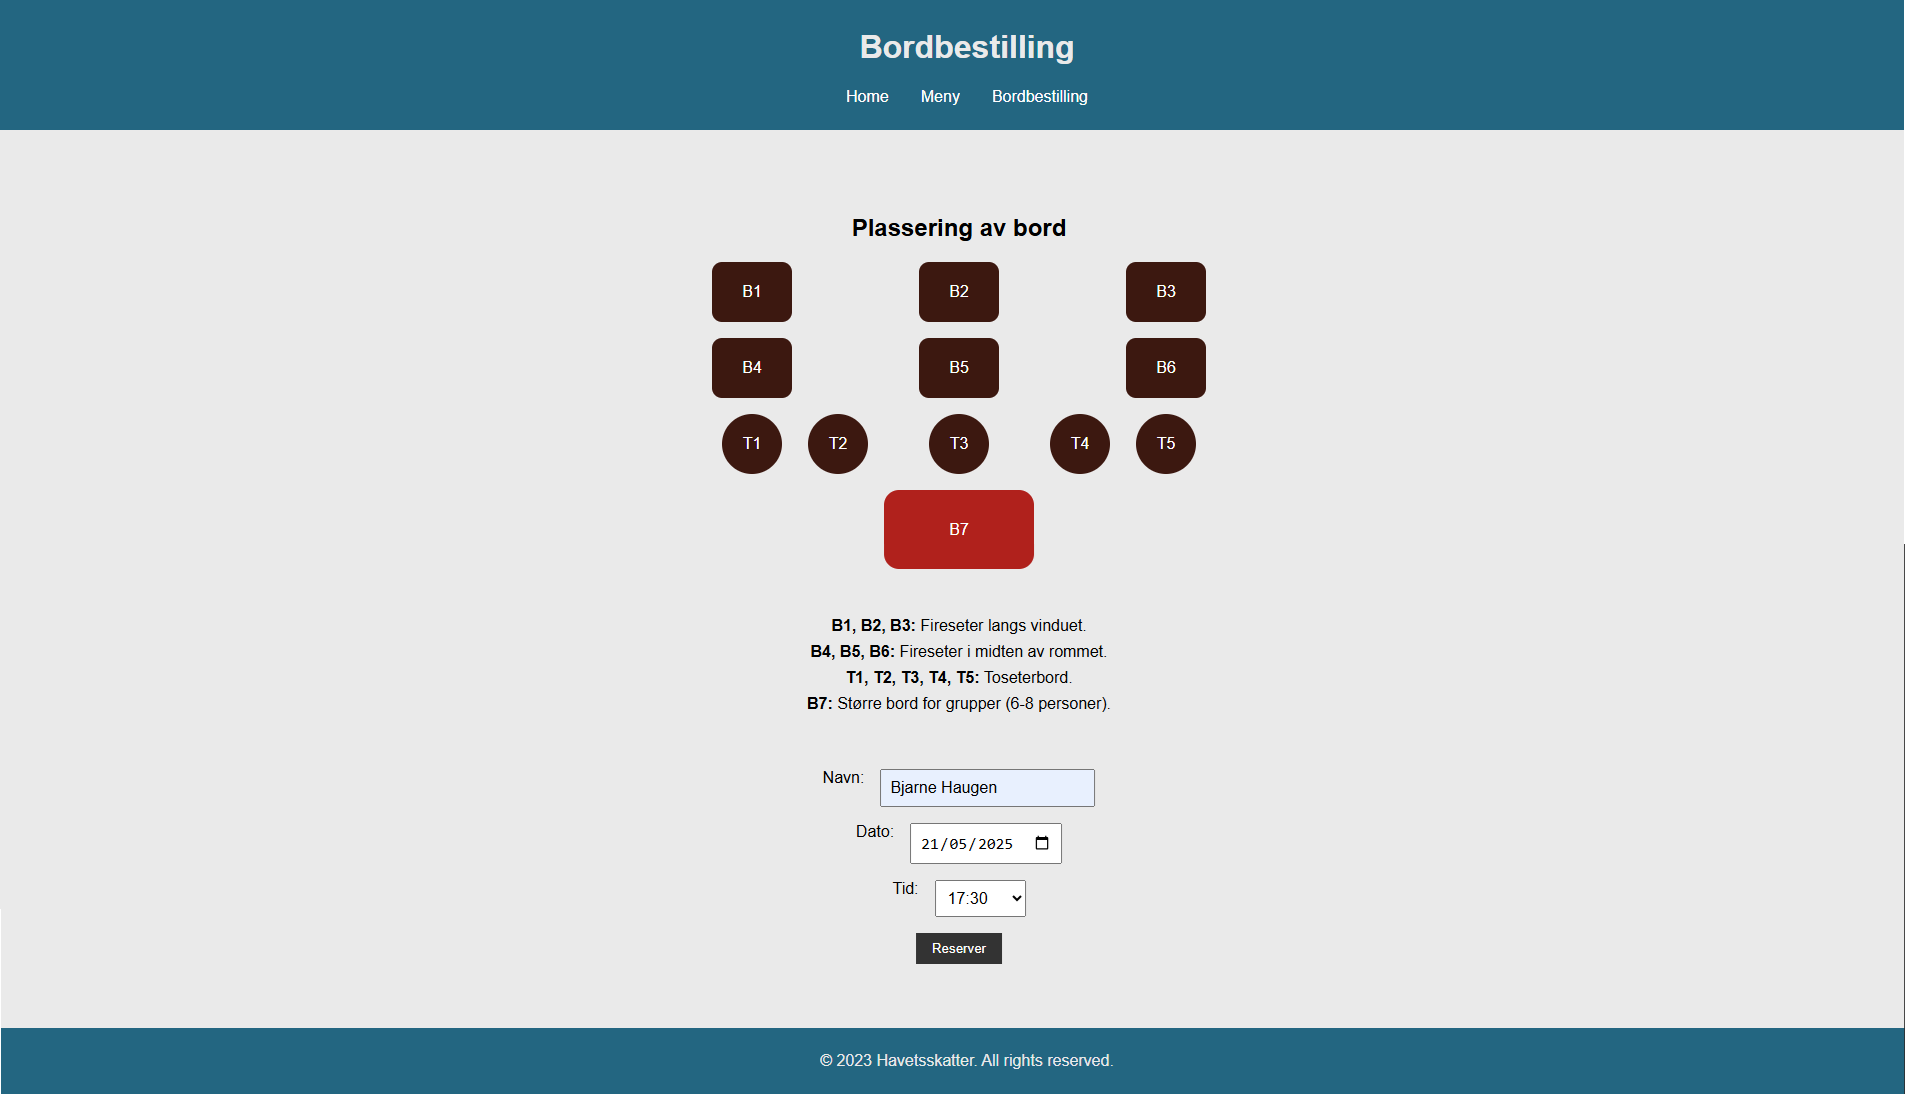 Bordbestilling
Home Meny Bordbestilling
Plassering av bord
B1 B2 B3
B4 B5 B6
T1 T2 T3 T4 T5
B7
B1, B2, B3: Fireseter langs vinduet.
B4, B5, B6: Fireseter i midten av rommet.
T1, T2, T3, T4, T5: Toseterbord.
B7: Større bord for grupper (6-8 personer).
Navn: Bjarne Haugen
Dato: 21/05/2025
Tid: 17:30
Reserver
© 2023 Havetsskatter. All rights reserved.